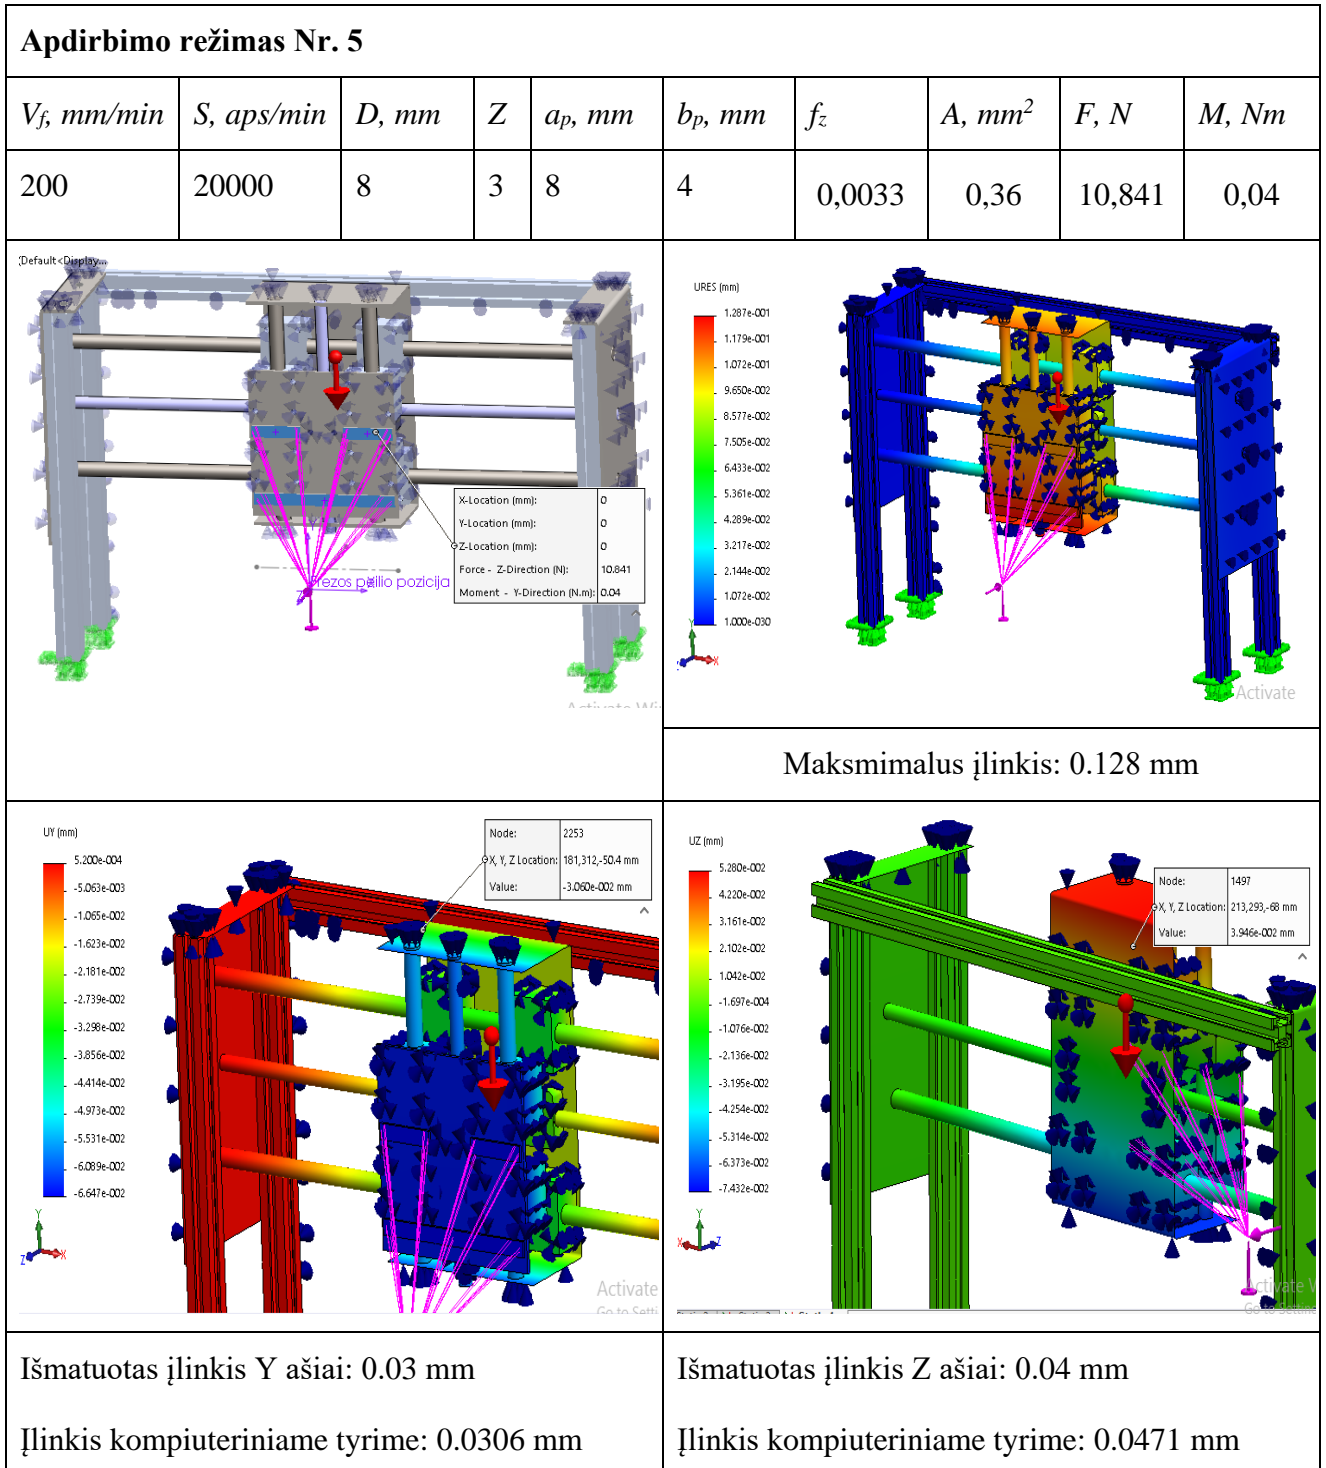 Apdirbimo režimas Nr. 5
Vf, mm/min S, aps/min D, mm Z ap, mm bp, mm fz A, mm² F, N M, Nm
200 20000 8 3 8 4 0,0033 0,36 10,841 0,04
(Default<Display...
X-Location (mm): 0
Y-Location (mm): 0
Z-Location (mm): 0
Force - Z-Direction (N): 10.841
Moment - Y-Direction (N.m): 0.04
pozicija
URES (mm)
1.287e-001
1.179e-001
1.072e-001
9.650e-002
8.577e-002
7.505e-002
6.433e-002
5.361e-002
4.289e-002
3.217e-002
2.144e-002
1.072e-002
1.000e-030
Y
X
Activate
Maksmimalus įlinkis: 0.128 mm
UY (mm)
5.200e-004
-5.063e-003
-1.065e-002
-1.623e-002
-2.181e-002
-2.739e-002
-3.298e-002
-3.856e-002
-4.414e-002
-4.973e-002
-5.531e-002
-6.089e-002
-6.647e-002
Node: 2253
X, Y, Z Location: 181,312,-50.4 mm
Value: -3.060e-002 mm
Y
Z X
Activate
Go to Setti
UZ (mm)
5.280e-002
4.220e-002
3.161e-002
2.102e-002
1.042e-002
-1.697e-004
-1.076e-002
-2.136e-002
-3.195e-002
-4.254e-002
-5.314e-002
-6.373e-002
-7.432e-002
Node: 1497
X, Y, Z Location: 213,293,-68 mm
Value: 3.946e-002 mm
Y
X Z
Išmatuotas įlinkis Y ašiai: 0.03 mm
Įlinkis kompiuteriniame tyrime: 0.0306 mm
Išmatuotas įlinkis Z ašiai: 0.04 mm
Įlinkis kompiuteriniame tyrime: 0.0471 mm